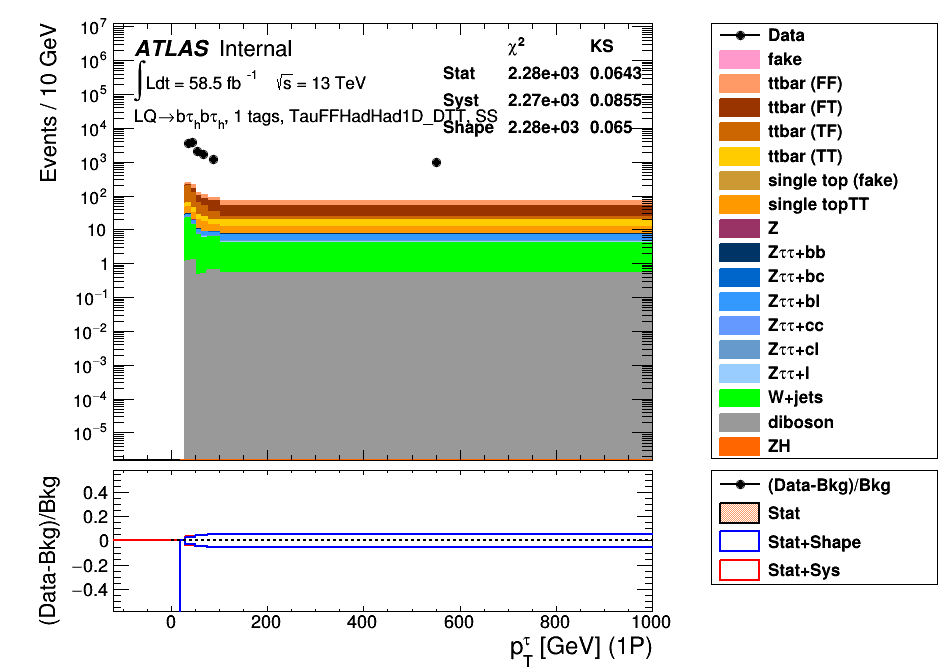 ATLAS Internal
∫Ldt = 58.5 fb⁻¹ √s = 13 TeV
LQ→bτₕbτₕ, 1 tags, TauFFHadHad1D_DTT, SS
χ² KS
Stat 2.28e+03 0.0643
Syst 2.27e+03 0.0855
Shape 2.28e+03 0.065
Events / 10 GeV
10⁷
10⁶
10⁵
10⁴
10³
10²
10
1
10⁻¹
10⁻²
10⁻³
10⁻⁴
10⁻⁵
Data
fake
ttbar (FF)
ttbar (FT)
ttbar (TF)
ttbar (TT)
single top (fake)
single topTT
Z
Zττ+bb
Zττ+bc
Zττ+bl
Zττ+cc
Zττ+cl
Zττ+l
W+jets
diboson
ZH
(Data-Bkg)/Bkg
0.4
0.2
0
−0.2
−0.4
0 200 400 600 800 1000
p_T^τ [GeV] (1P)
(Data-Bkg)/Bkg
Stat
Stat+Shape
Stat+Sys